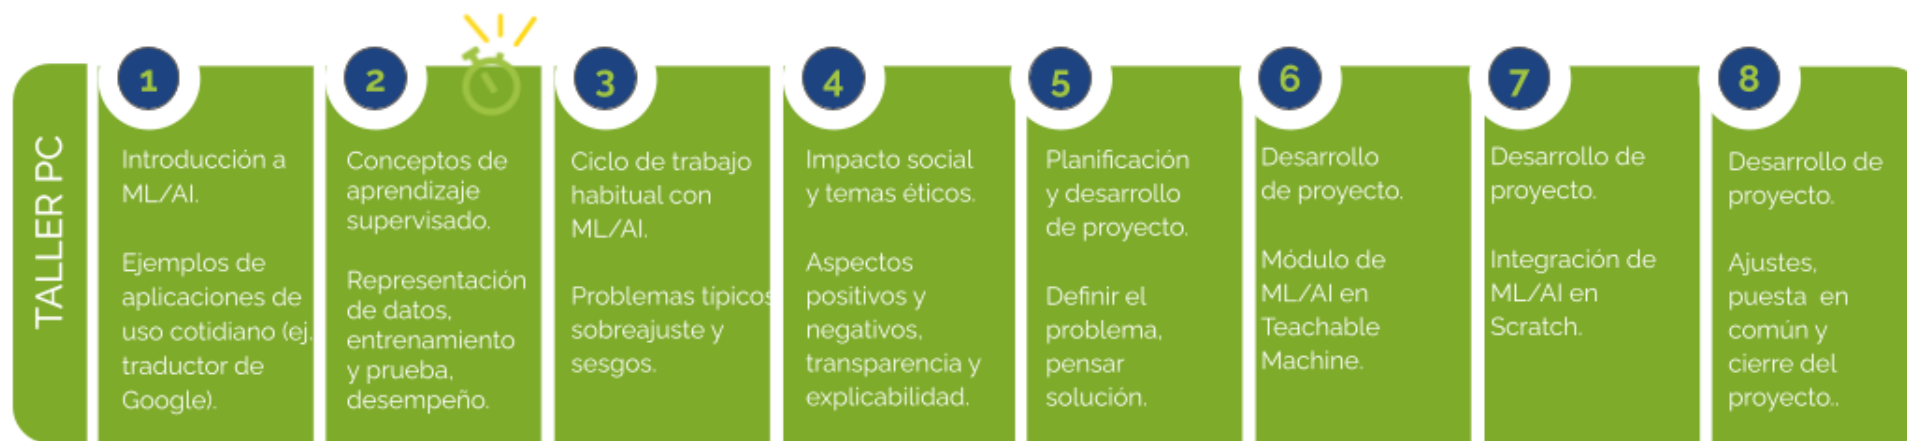 TALLER PC
1
Introducción a
ML/AI.
Ejemplos de
aplicaciones de
uso cotidiano (ej.
traductor de
Google).
2
Conceptos de
aprendizaje
supervisado.
Representación
de datos,
entrenamiento
y prueba,
desempeño.
3
Ciclo de trabajo
habitual con
ML/AI.
Problemas típicos
sobreajuste y
sesgos.
4
Impacto social
y temas éticos.
Aspectos
positivos y
negativos,
transparencia y
explicabilidad.
5
Planificación
y desarrollo
de proyecto.
Definir el
problema,
pensar
solución.
6
Desarrollo
de proyecto.
Módulo de
ML/AI en
Teachable
Machine.
7
Desarrollo de
proyecto.
Integración de
ML/AI en
Scratch.
8
Desarrollo de
proyecto.
Ajustes,
puesta en
común y
cierre del
proyecto..